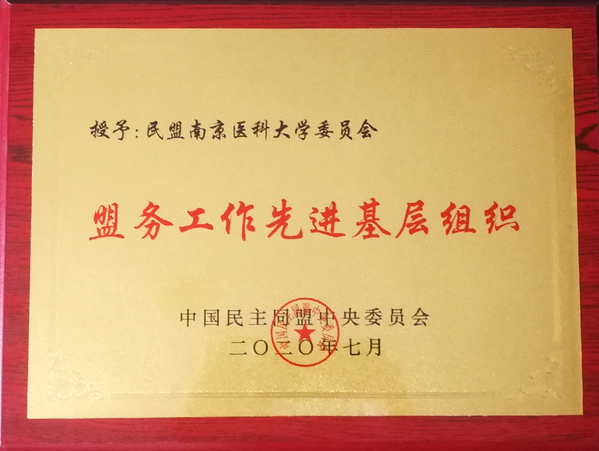 授予:民盟南京医科大学委员会
盟务工作先进基层组织
中国民主同盟中央委员会
二〇二〇年七月